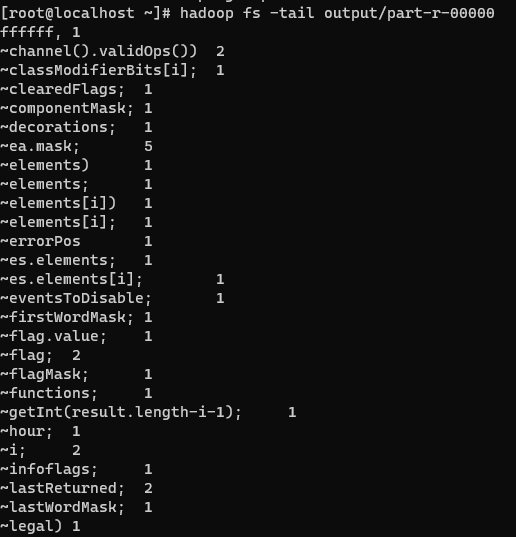 [root@localhost ~]# hadoop fs -tail output/part-r-00000
ffffff, 1
~channel().validOps())  2
~classModifierBits[i];  1
~clearedFlags;  1
~componentMask; 1
~decorations;   1
~ea.mask;       5
~elements)      1
~elements;      1
~elements[i])   1
~elements[i];   1
~errorPos       1
~es.elements;   1
~es.elements[i];        1
~eventsToDisable;       1
~firstWordMask; 1
~flag.value;    1
~flag;  2
~flagMask;      1
~functions;     1
~getInt(result.length-i-1);     1
~hour;  1
~i;     2
~infoflags;     1
~lastReturned;  2
~lastWordMask;  1
~legal) 1